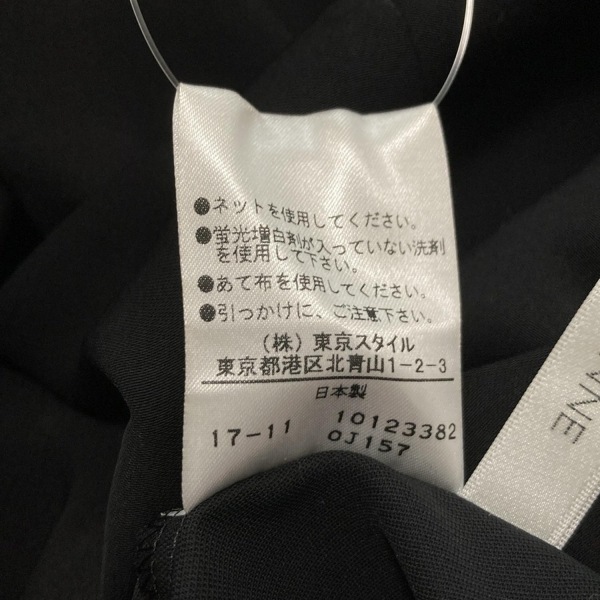 ●ネットを使用してください。
●蛍光増白剤が入っていない洗剤
を使用して下さい。
●あて布を使用してください。
●引っかけに、ご注意下さい。
(株) 東京スタイル
東京都港区北青山1-2-3
日本製
17-11 10123382
0J157
NNE